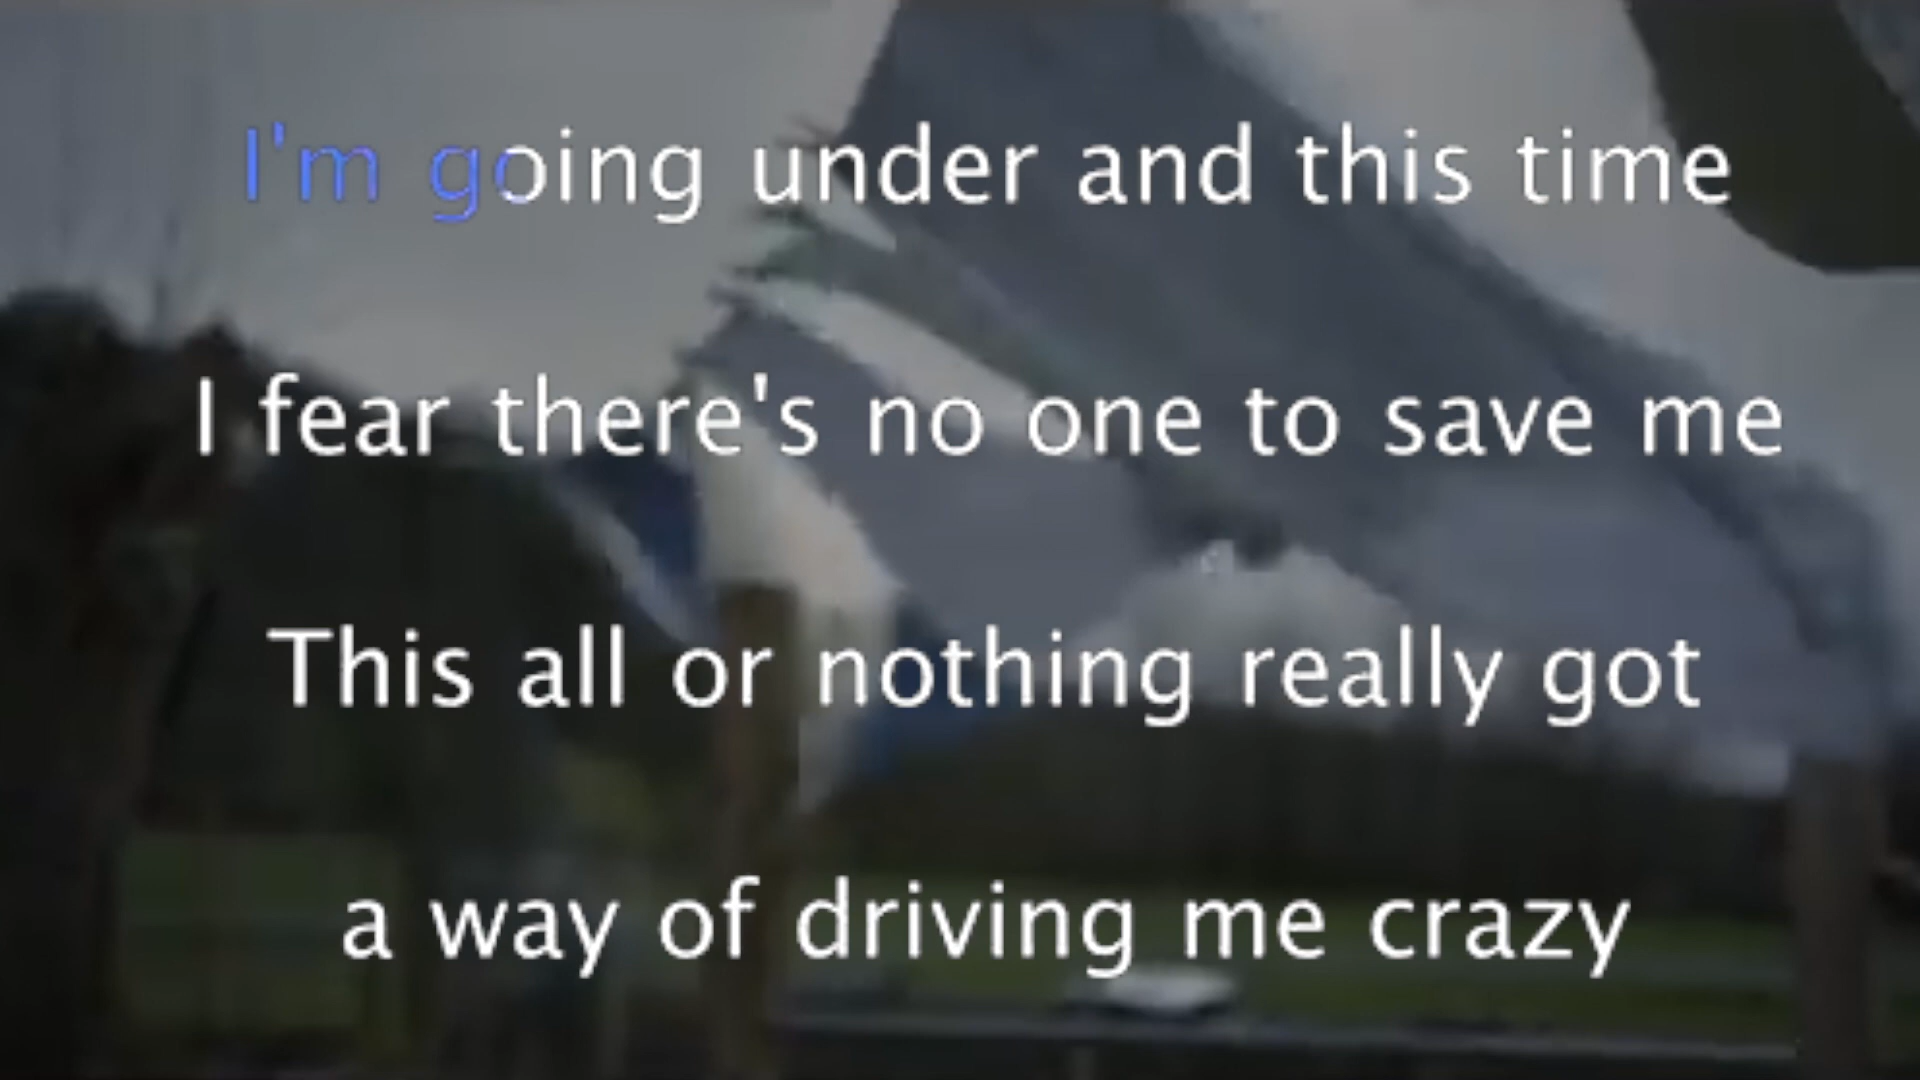 I'm going under and this time
I fear there's no one to save me
This all or nothing really got
a way of driving me crazy